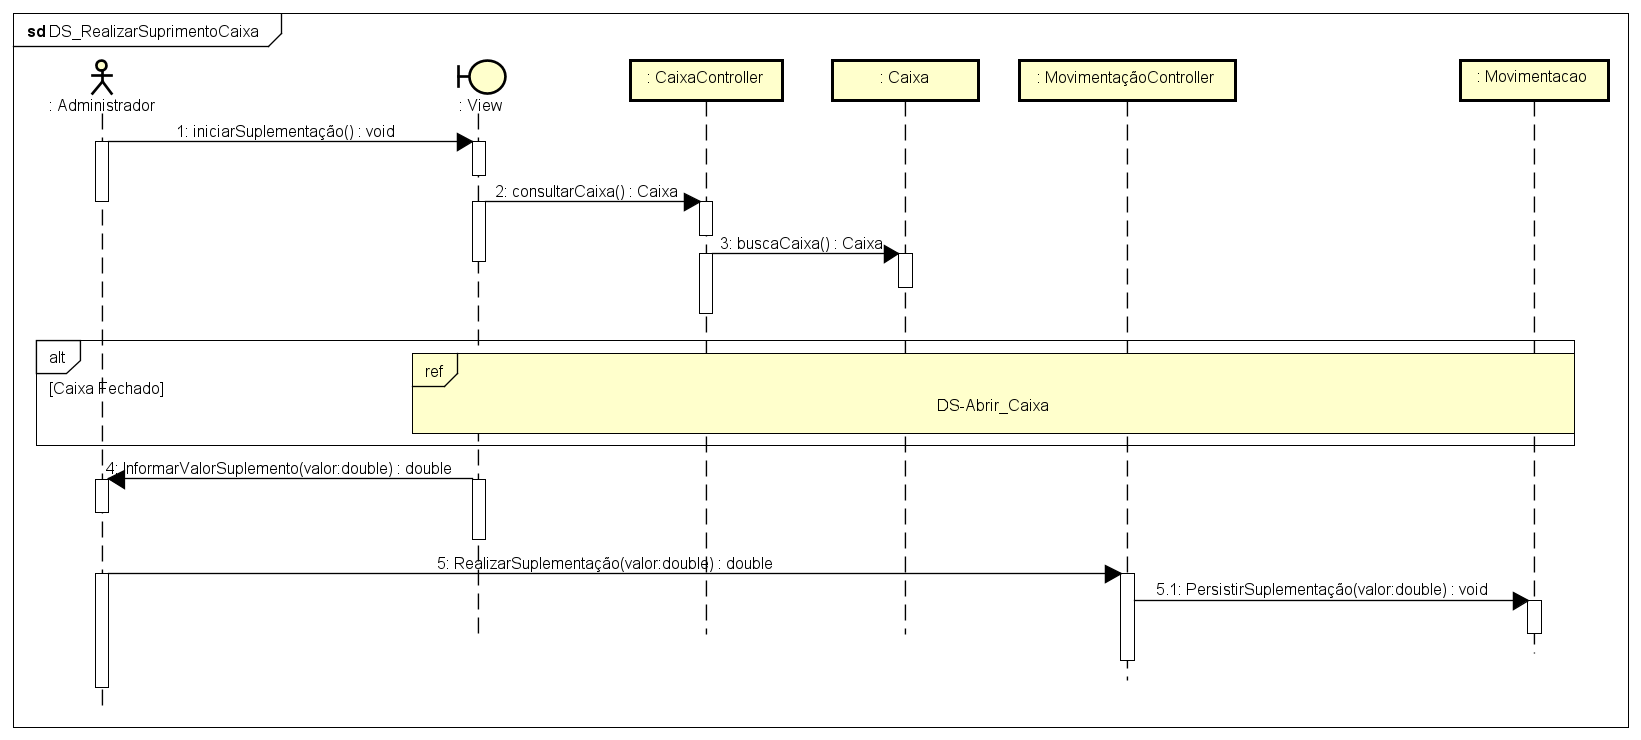 sd DS_RealizarSuprimentoCaixa
: Administrador
: View
: CaixaController
: Caixa
: MovimentaçãoController
: Movimentacao
1: iniciarSuplementação() : void
2: consultarCaixa() : Caixa
3: buscaCaixa() : Caixa
alt
[Caixa Fechado]
ref
DS-Abrir_Caixa
4: InformarValorSuplemento(valor:double) : double
5: RealizarSuplementação(valor:double) : double
5.1: PersistirSuplementação(valor:double) : void